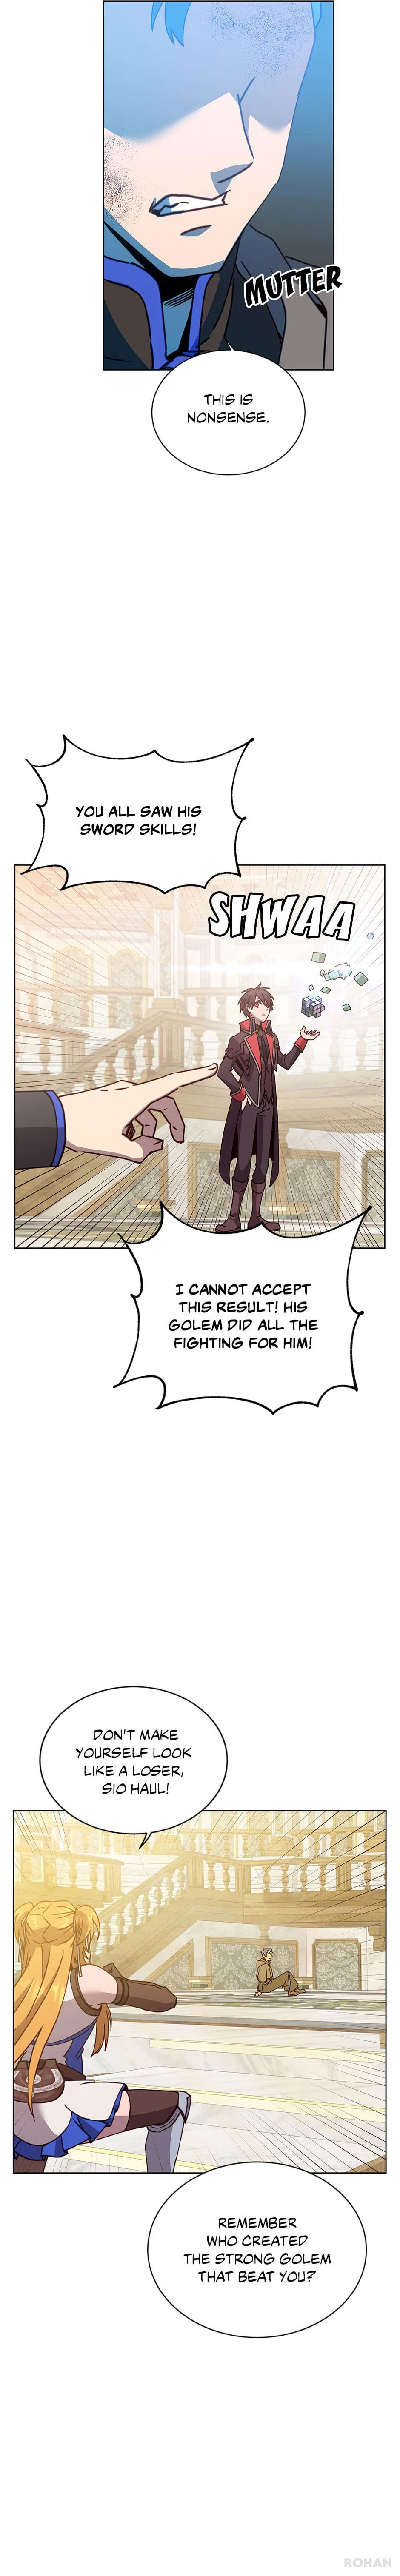 MUTTER
THIS IS
NONSENSE.
YOU ALL SAW HIS
SWORD SKILLS!
SHWAA
I CANNOT ACCEPT
THIS RESULT! HIS
GOLEM DID ALL THE
FIGHTING FOR HIM!
DON'T MAKE
YOURSELF LOOK
LIKE A LOSER,
SIO HAUL!
REMEMBER
WHO CREATED
THE STRONG GOLEM
THAT BEAT YOU?
ROHAN